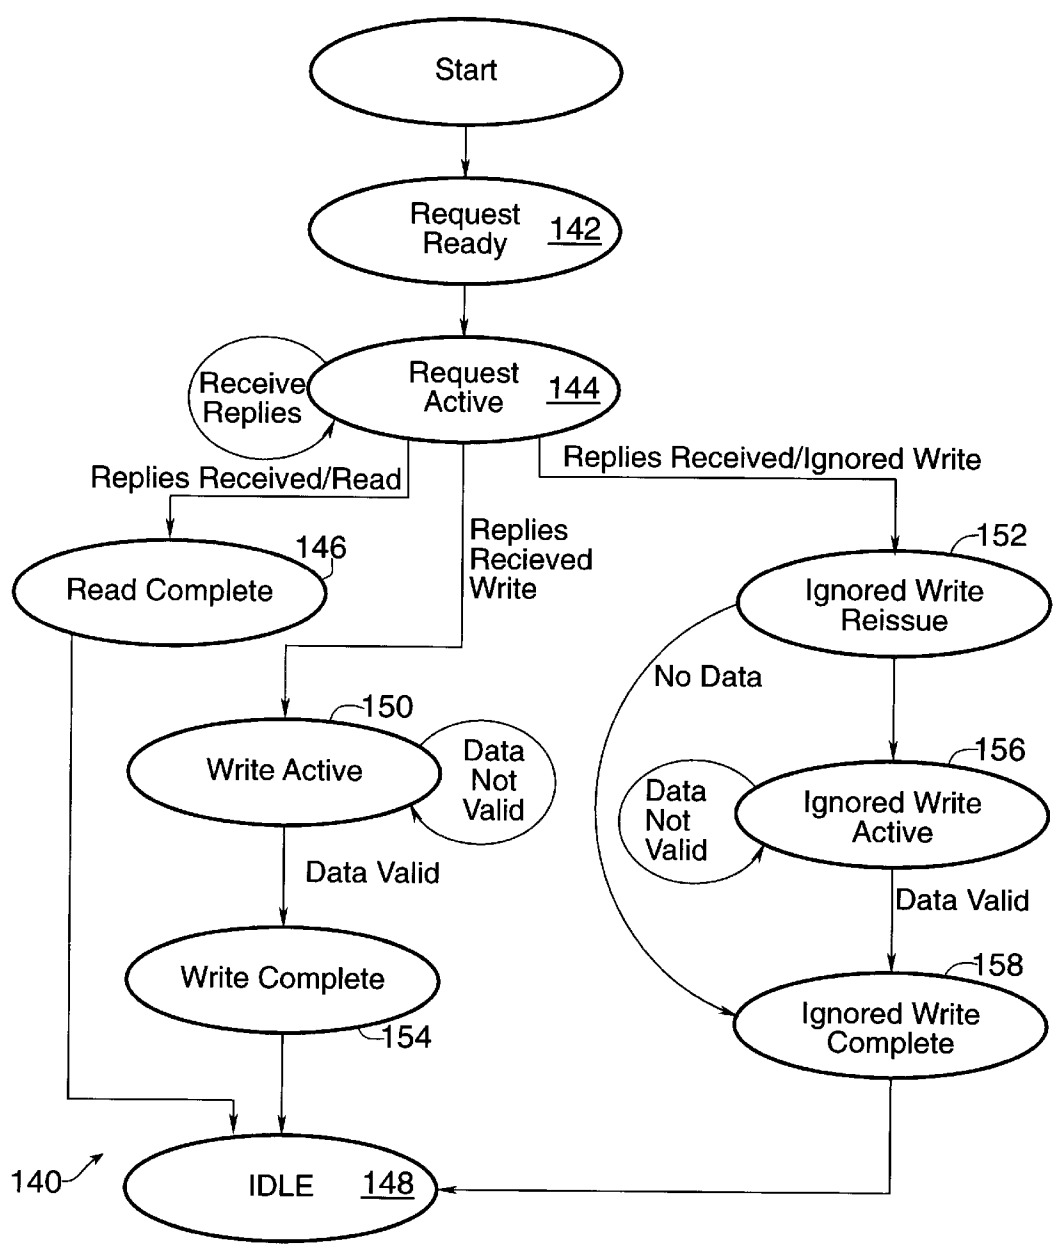 Start
Request
Ready
142
Request
Active
144
Receive
Replies
Replies Received/Read
Replies Received/Ignored Write
Replies
Recieved
Write
146
Read Complete
152
Ignored Write
Reissue
No Data
150
Write Active
Data
Not
Valid
156
Ignored Write
Active
Data
Not
Valid
Data Valid
Data Valid
Write Complete
154
158
Ignored Write
Complete
140
IDLE
148